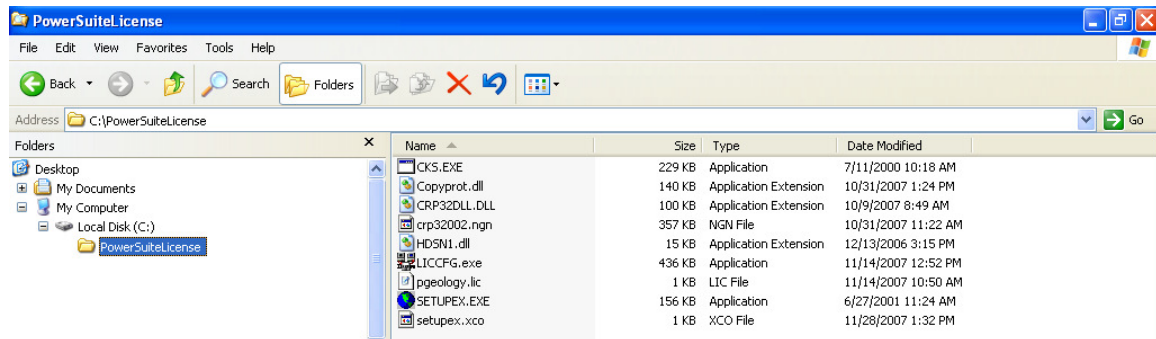 PowerSuiteLicense
File Edit View Favorites Tools Help
Back Search Folders
Address C:\PowerSuiteLicense Go
Folders x Name Size Type Date Modified
Desktop
My Documents
My Computer
Local Disk (C:)
PowerSuiteLicense
CKS.EXE 229 KB Application 7/11/2000 10:18 AM
Copyprot.dll 140 KB Application Extension 10/31/2007 1:24 PM
CRP32DLL.DLL 100 KB Application Extension 10/9/2007 8:49 AM
crp32002.ngn 357 KB NGN File 10/31/2007 11:22 AM
HDSN1.dll 15 KB Application Extension 12/13/2006 3:15 PM
LICCFG.exe 436 KB Application 11/14/2007 12:52 PM
pgeology.lic 1 KB LIC File 11/14/2007 10:50 AM
SETUPEX.EXE 156 KB Application 6/27/2001 11:24 AM
setupex.xco 1 KB XCO File 11/28/2007 1:32 PM